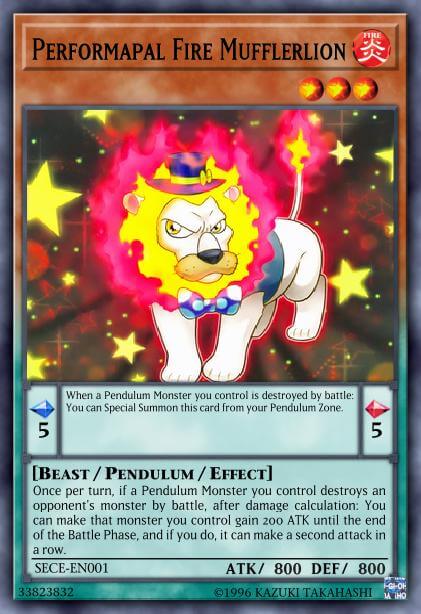 Performapal Fire Mufflerlion
FIRE
炎
When a Pendulum Monster you control is destroyed by battle:
You can Special Summon this card from your Pendulum Zone.
5
5
[Beast / Pendulum / Effect]
Once per turn, if a Pendulum Monster you control destroys an
opponent's monster by battle, after damage calculation: You
can make that monster you control gain 200 ATK until the end
of the Battle Phase, and if you do, it can make a second attack in
a row.
SECE-EN001
ATK/ 800 DEF/ 800
33823832
©1996 KAZUKI TAKAHASHI